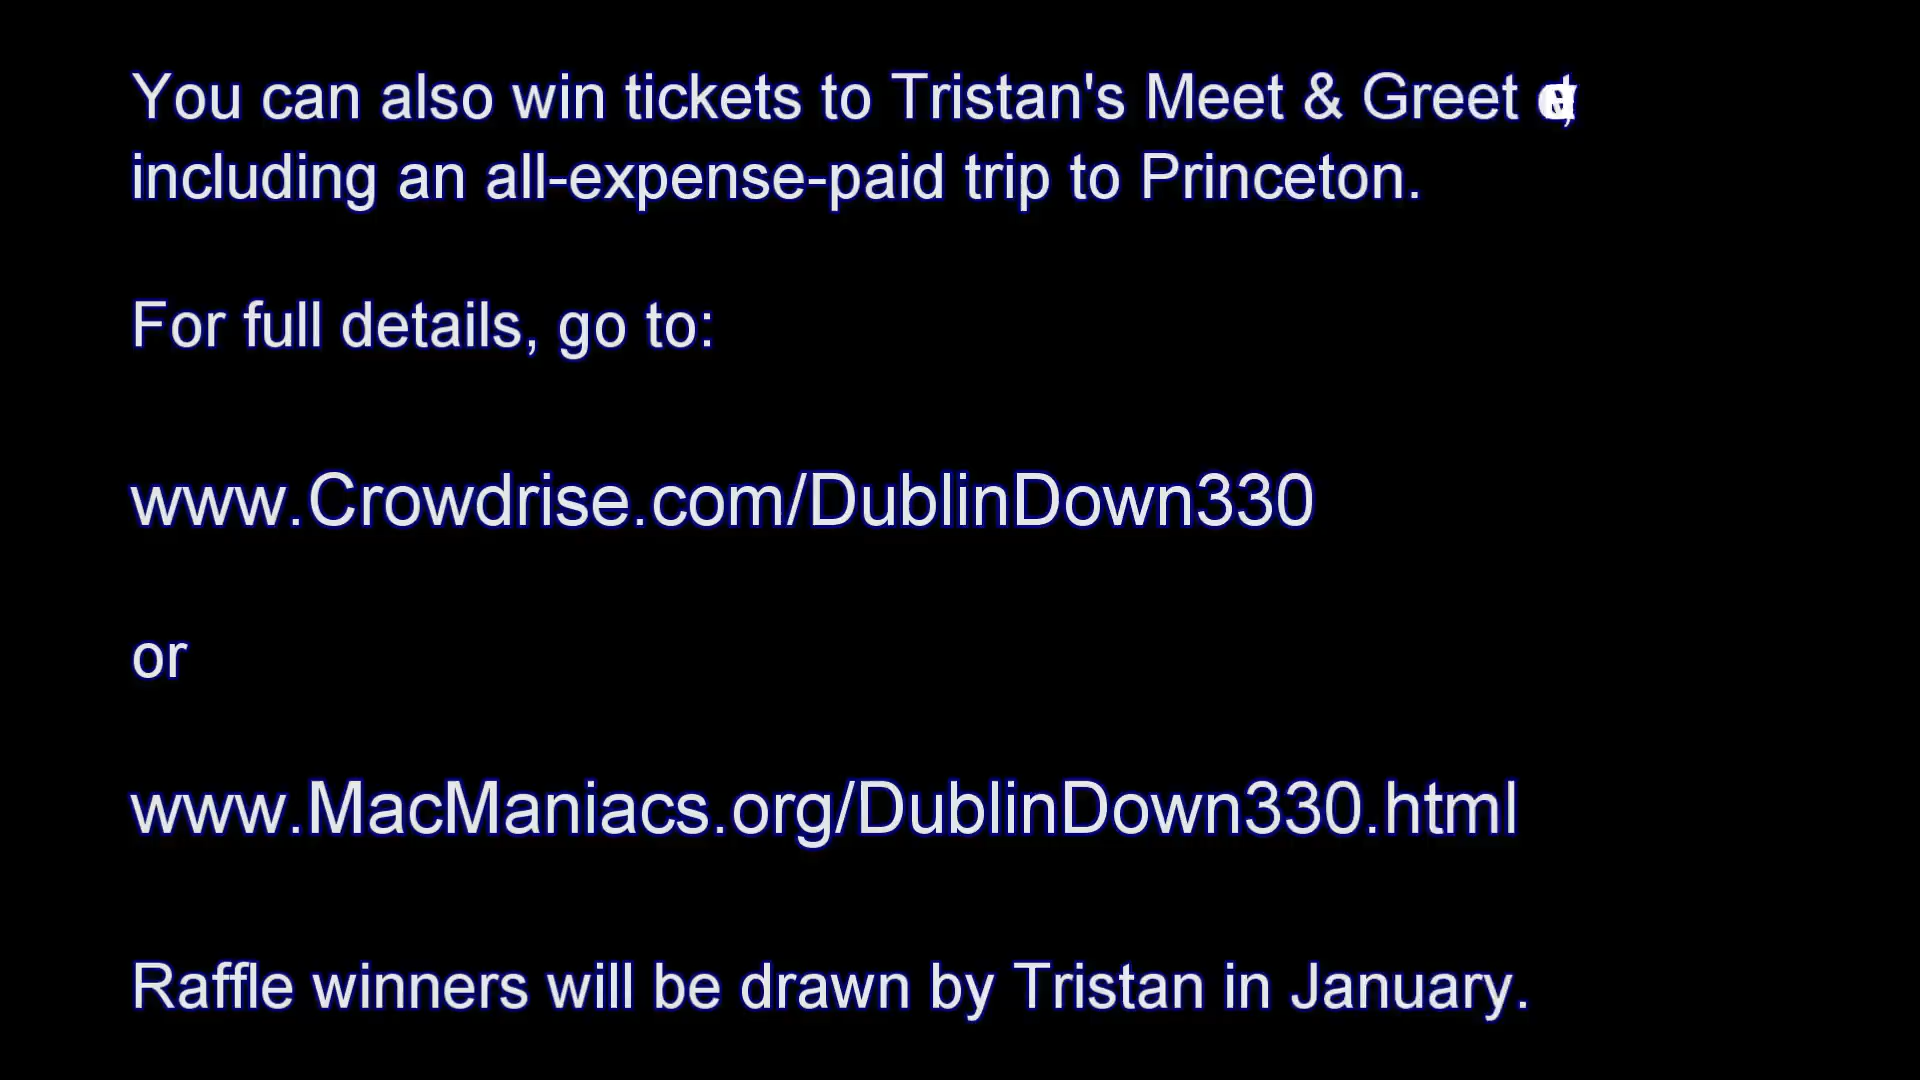 You can also win tickets to Tristan's Meet & Greet
including an all-expense-paid trip to Princeton.
For full details, go to:
www.Crowdrise.com/DublinDown330
or
www.MacManiacs.org/DublinDown330.html
Raffle winners will be drawn by Tristan in January.